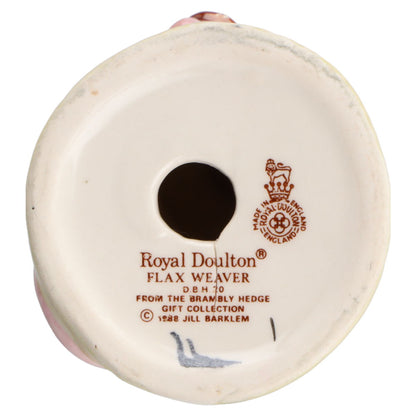 MADE IN ENGLAND
ROYAL DOULTON
ENGLAND
Royal Doulton®
FLAX WEAVER
D.B.H 70
FROM THE BRAMBLY HEDGE
GIFT COLLECTION
© 1988 JILL BARKLEM